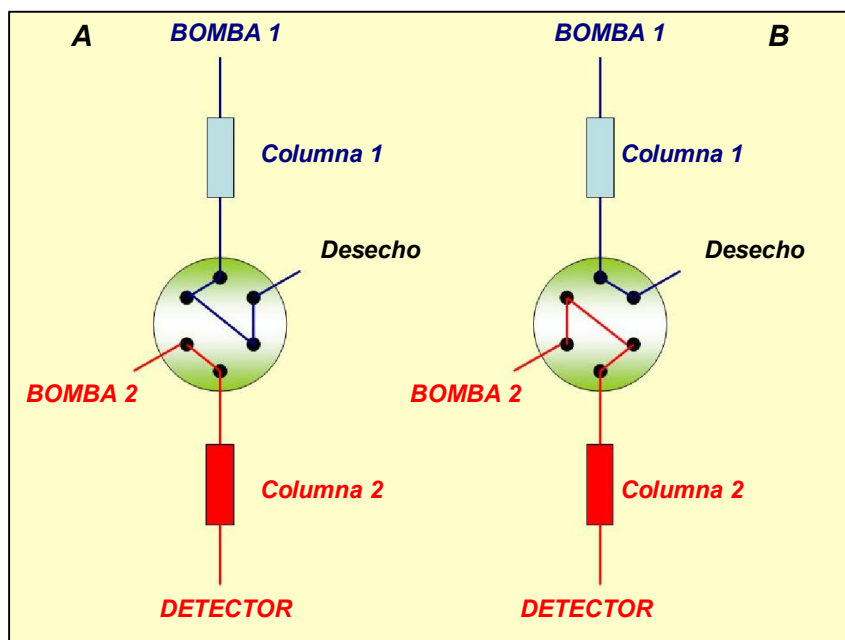 A
BOMBA 1
Columna 1
Desecho
BOMBA 2
Columna 2
DETECTOR
BOMBA 1
B
Columna 1
Desecho
BOMBA 2
Columna 2
DETECTOR